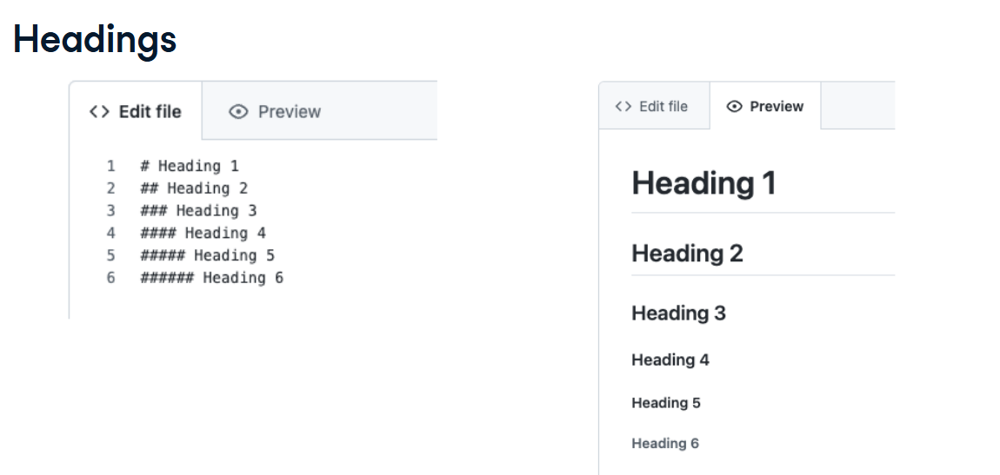 Headings
<> Edit file
Preview
1 # Heading 1
2 ## Heading 2
3 ### Heading 3
4 #### Heading 4
5 ##### Heading 5
6 ###### Heading 6
<> Edit file
Preview
Heading 1
Heading 2
Heading 3
Heading 4
Heading 5
Heading 6